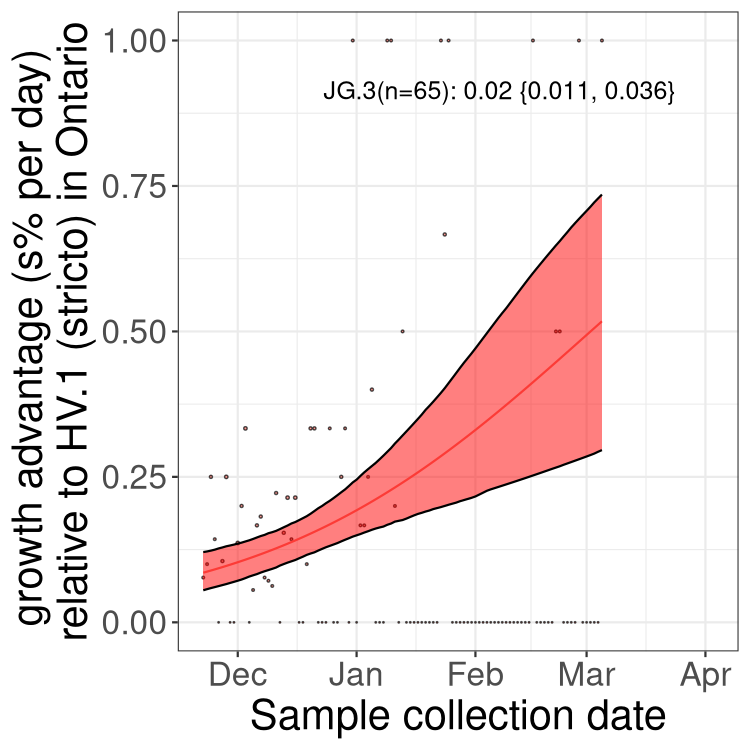 growth advantage (s% per day)
relative to HV.1 (stricto) in Ontario
1.00
0.75
0.50
0.25
0.00
JG.3(n=65): 0.02 {0.011, 0.036}
Dec Jan Feb Mar Apr
Sample collection date